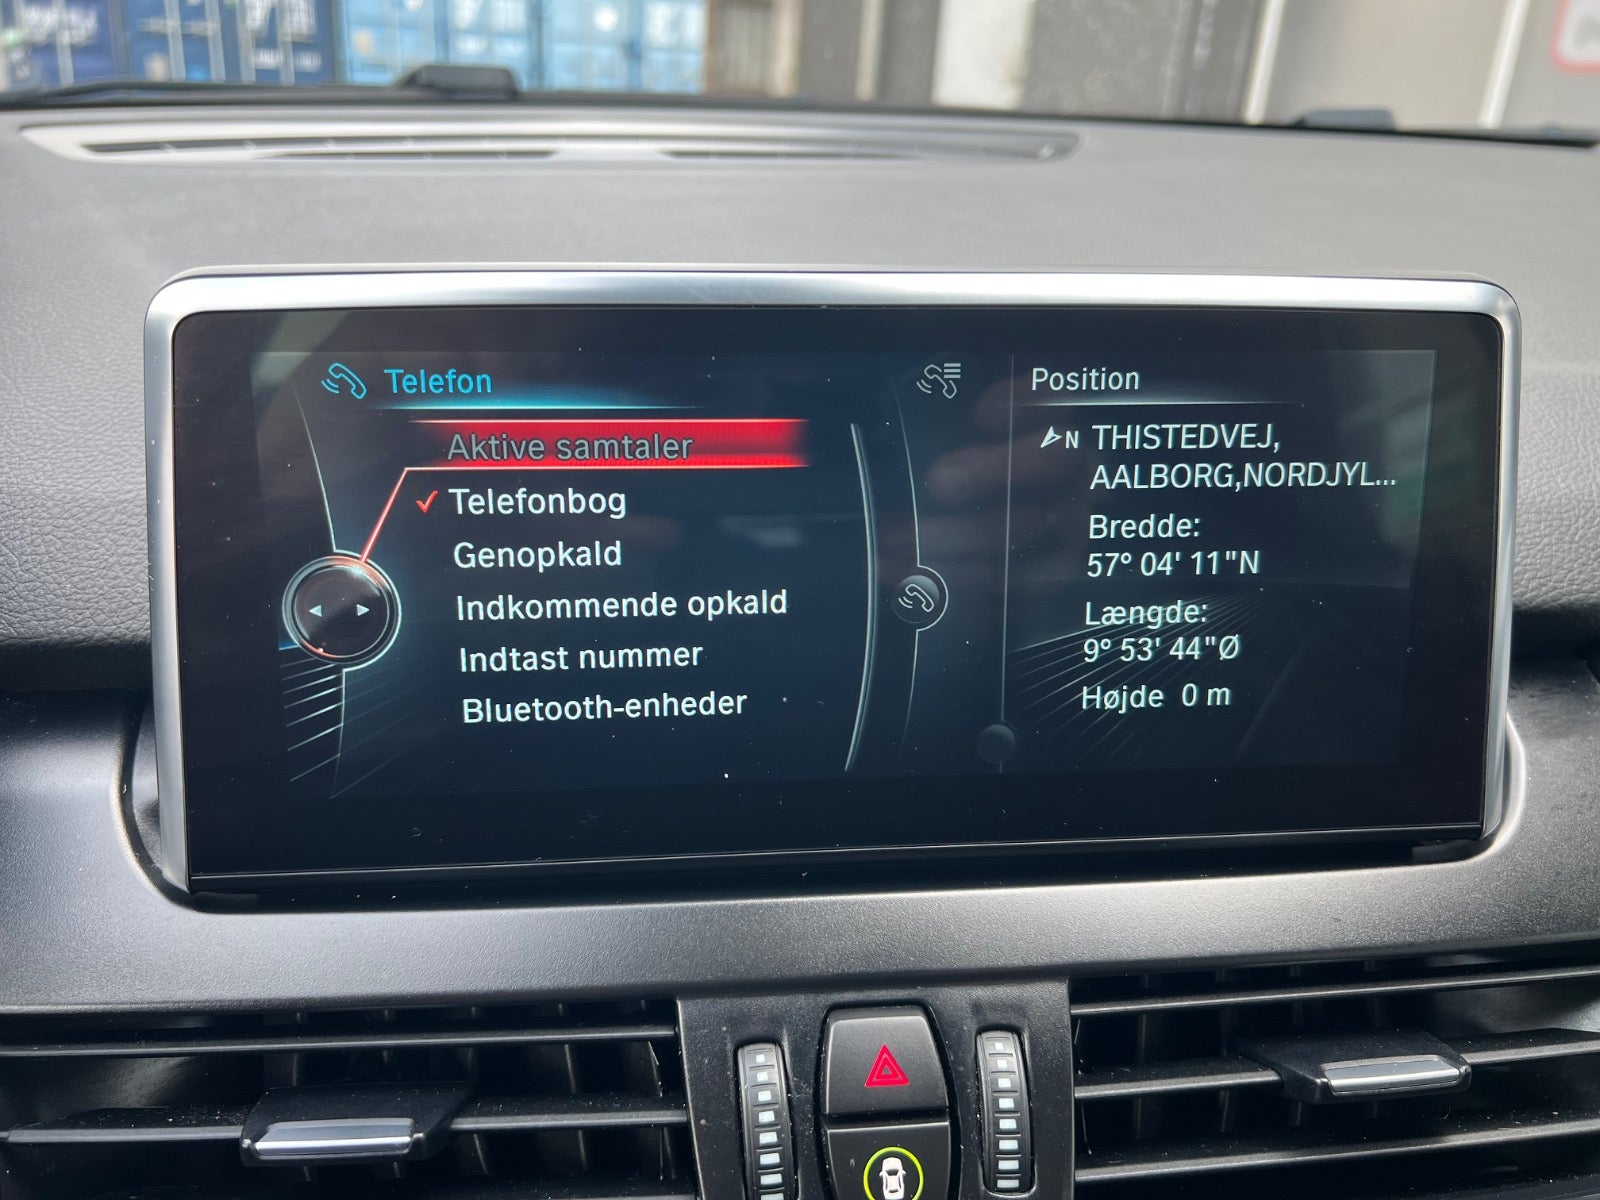 Telefon
Aktive samtaler
Telefonbog
Genopkald
Indkommende opkald
Indtast nummer
Bluetooth-enheder
Position
N THISTEDVEJ,
AALBORG,NORDJYL...
Bredde:
57° 04' 11"N
Længde:
9° 53' 44"Ø
Højde 0 m